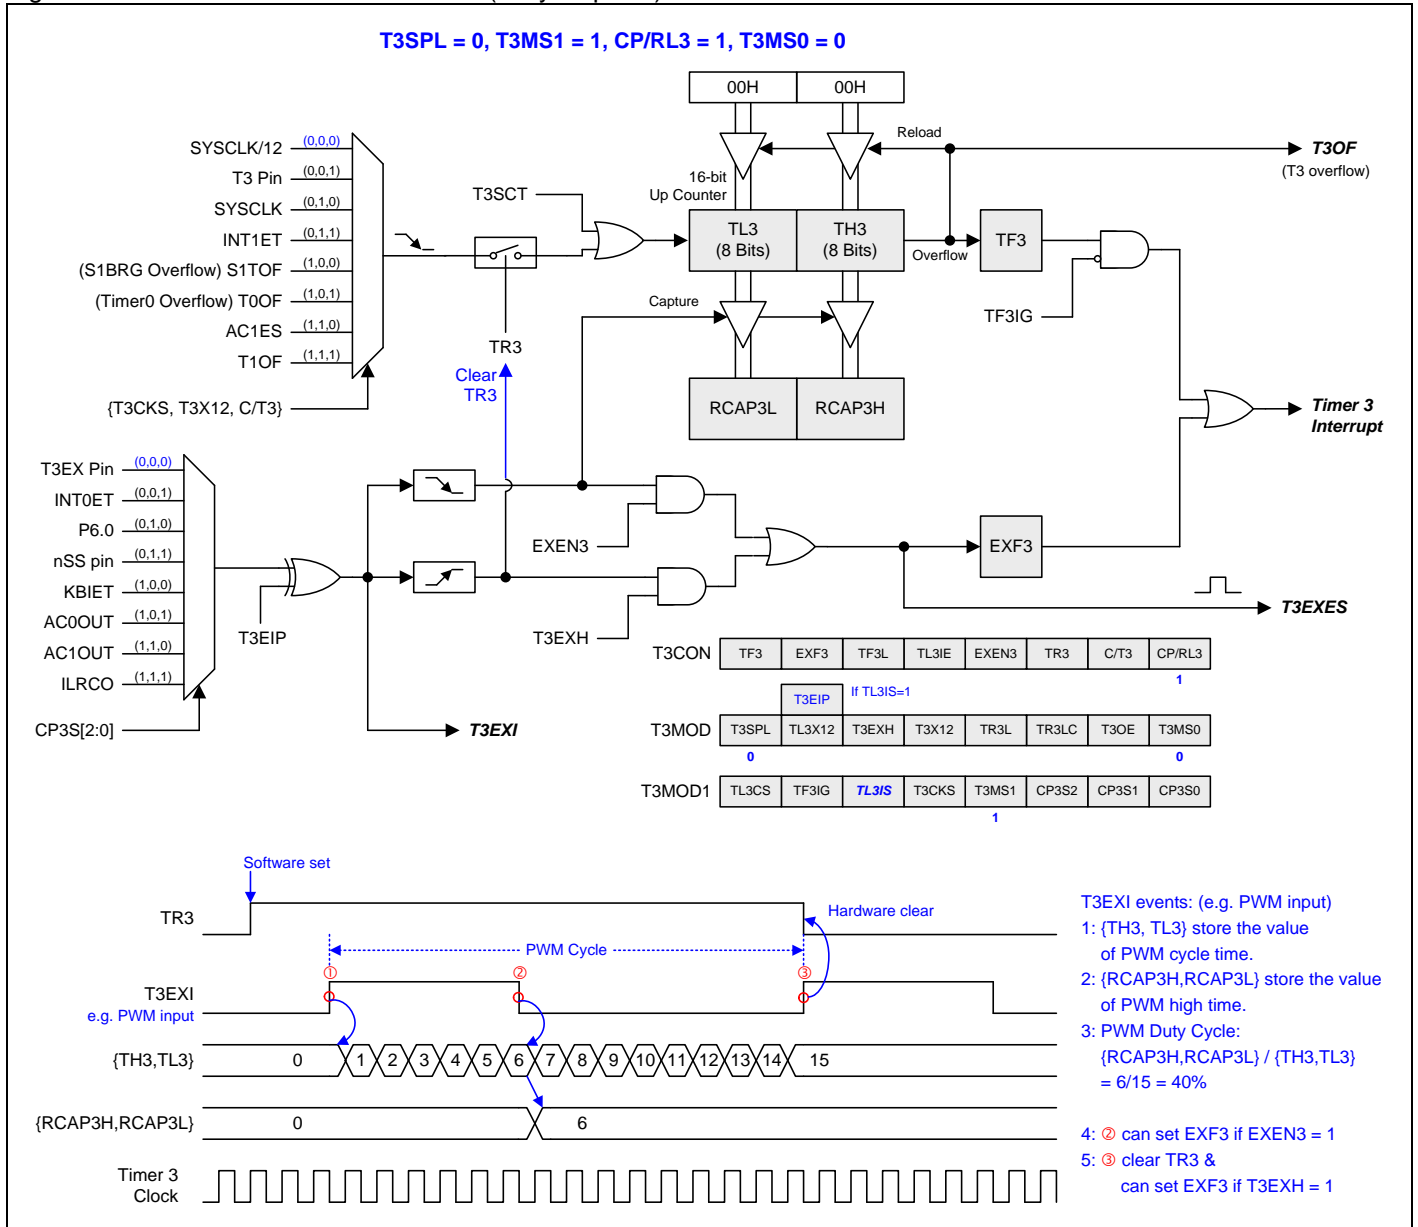 T3SPL = 0, T3MS1 = 1, CP/RL3 = 1, T3MS0 = 0
00H 00H
Reload
T3OF
(T3 overflow)
SYSCLK/12 (0,0,0)
T3 Pin (0,0,1)
SYSCLK (0,1,0)
INT1ET (0,1,1)
(S1BRG Overflow) S1TOF (1,0,0)
(Timer0 Overflow) T0OF (1,0,1)
AC1ES (1,1,0)
T1OF (1,1,1)
{T3CKS, T3X12, C/T3}
T3SCT
16-bit
Up Counter
TL3
(8 Bits)
TH3
(8 Bits)
Overflow
TF3
TF3IG
Capture
TR3
Clear
TR3
RCAP3L RCAP3H
Timer 3
Interrupt
T3EX Pin (0,0,0)
INT0ET (0,0,1)
P6.0 (0,1,0)
nSS pin (0,1,1)
KBIET (1,0,0)
AC0OUT (1,0,1)
AC1OUT (1,1,0)
ILRCO (1,1,1)
CP3S[2:0]
T3EIP
EXEN3
T3EXH
EXF3
T3EXES
T3EXI
T3CON TF3 EXF3 TF3L TL3IE EXEN3 TR3 C/T3 CP/RL3
1
T3EIP If TL3IS=1
T3MOD T3SPL TL3X12 T3EXH T3X12 TR3L TR3LC T3OE T3MS0
0 0
T3MOD1 TL3CS TF3IG TL3IS T3CKS T3MS1 CP3S2 CP3S1 CP3S0
1
Software set
TR3
Hardware clear
PWM Cycle
① ② ③
T3EXI
e.g. PWM input
{TH3,TL3} 0 1 2 3 4 5 6 7 8 9 10 11 12 13 14 15
{RCAP3H,RCAP3L} 0 6
Timer 3
Clock
T3EXI events: (e.g. PWM input)
1: {TH3, TL3} store the value
of PWM cycle time.
2: {RCAP3H,RCAP3L} store the value
of PWM high time.
3: PWM Duty Cycle:
{RCAP3H,RCAP3L} / {TH3,TL3}
= 6/15 = 40%
4: ② can set EXF3 if EXEN3 = 1
5: ③ clear TR3 &
can set EXF3 if T3EXH = 1